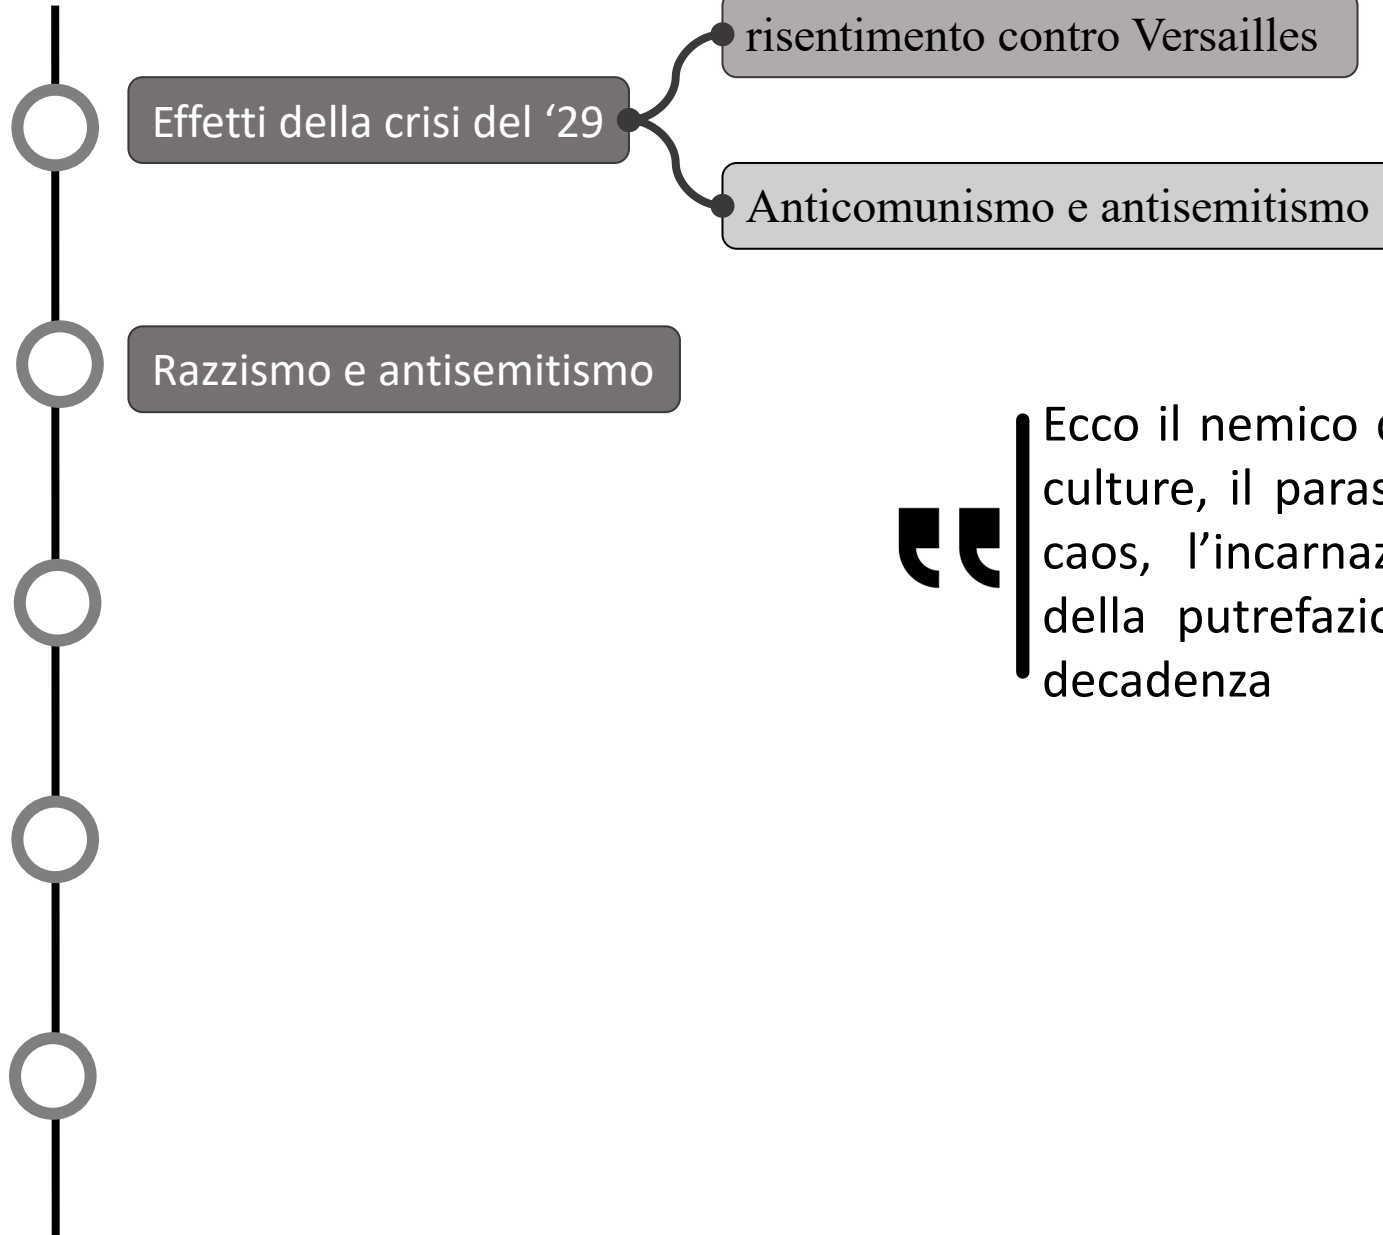 risentimento contro Versailles
Effetti della crisi del ‘29
Anticomunismo e antisemitismo
Razzismo e antisemitismo
Ecco il nemico
culture, il
caos,
della
decadenza